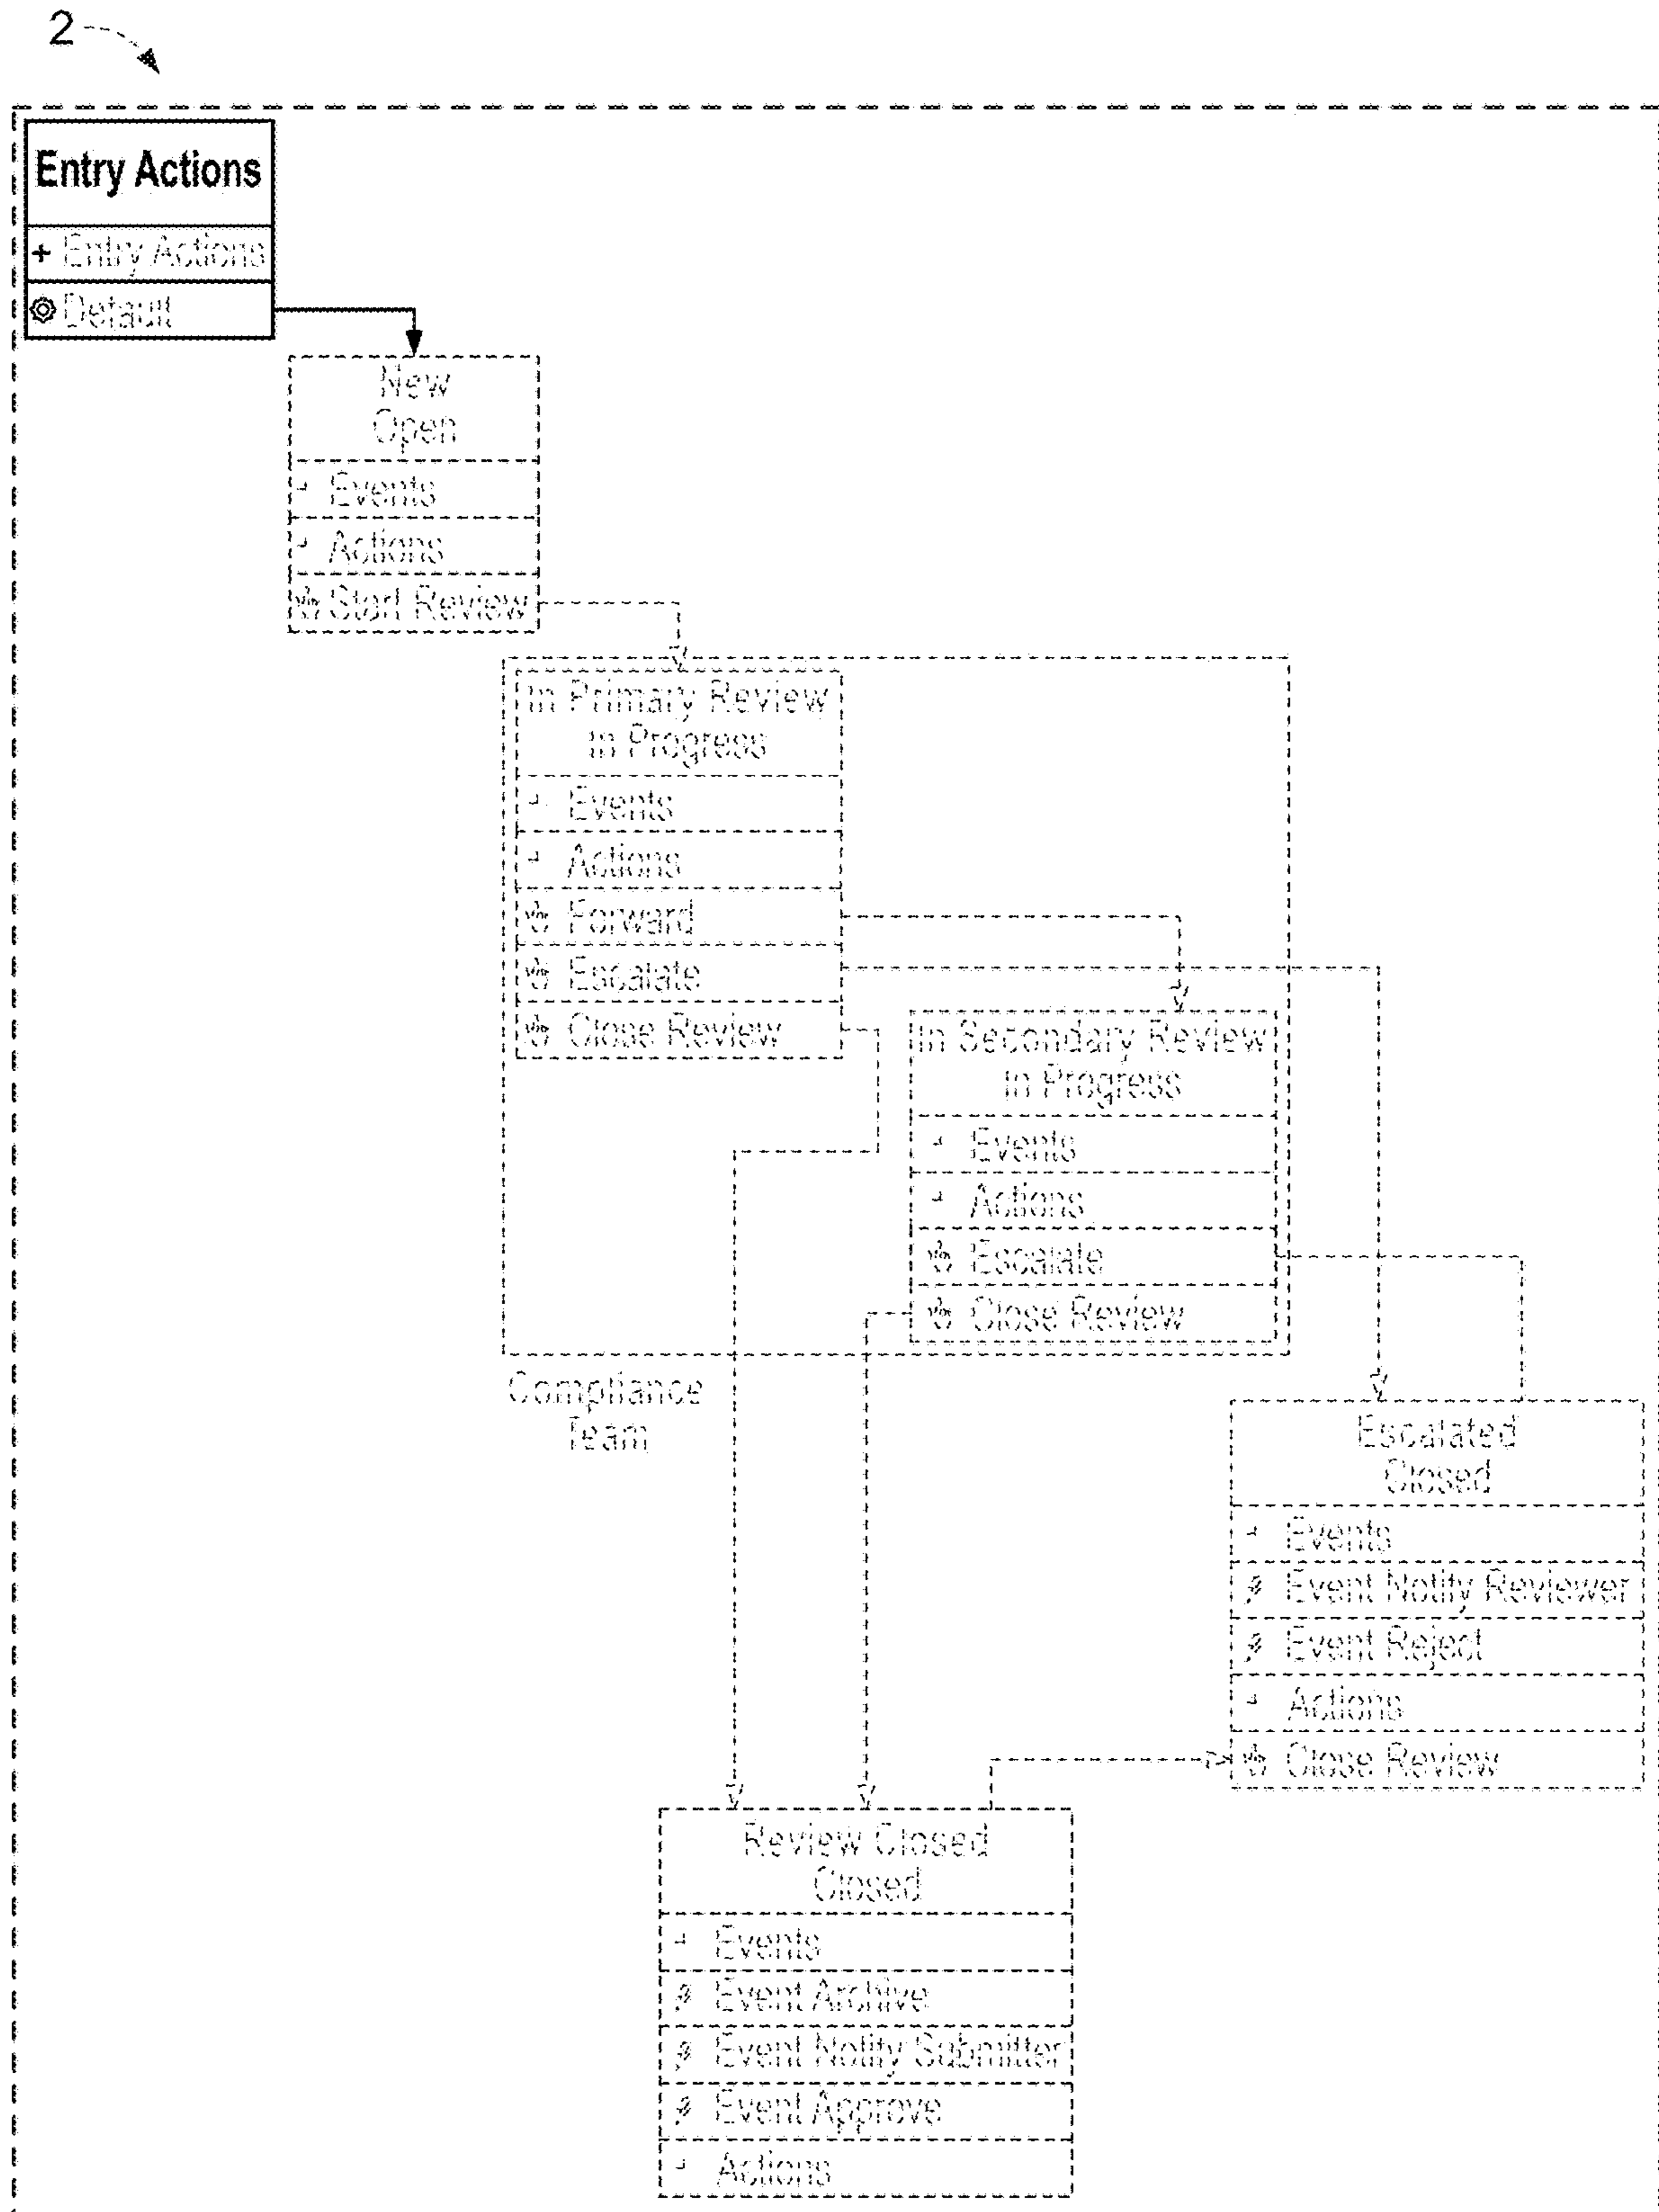 2
Entry Actions
+ Entry Actions
Default
New
Open
Events
Actions
Start Review
In Primary Review
In Progress
Events
Actions
Forward
Escalate
Close Review
In Secondary Review
In Progress
Events
Actions
Escalate
Close Review
Compliance
Team
Escalated
Closed
Events
Event Notify Reviewer
Event Reject
Actions
Close Review
Review Closed
Closed
Events
Event Archive
Event Notify Submitter
Event Approve
Actions